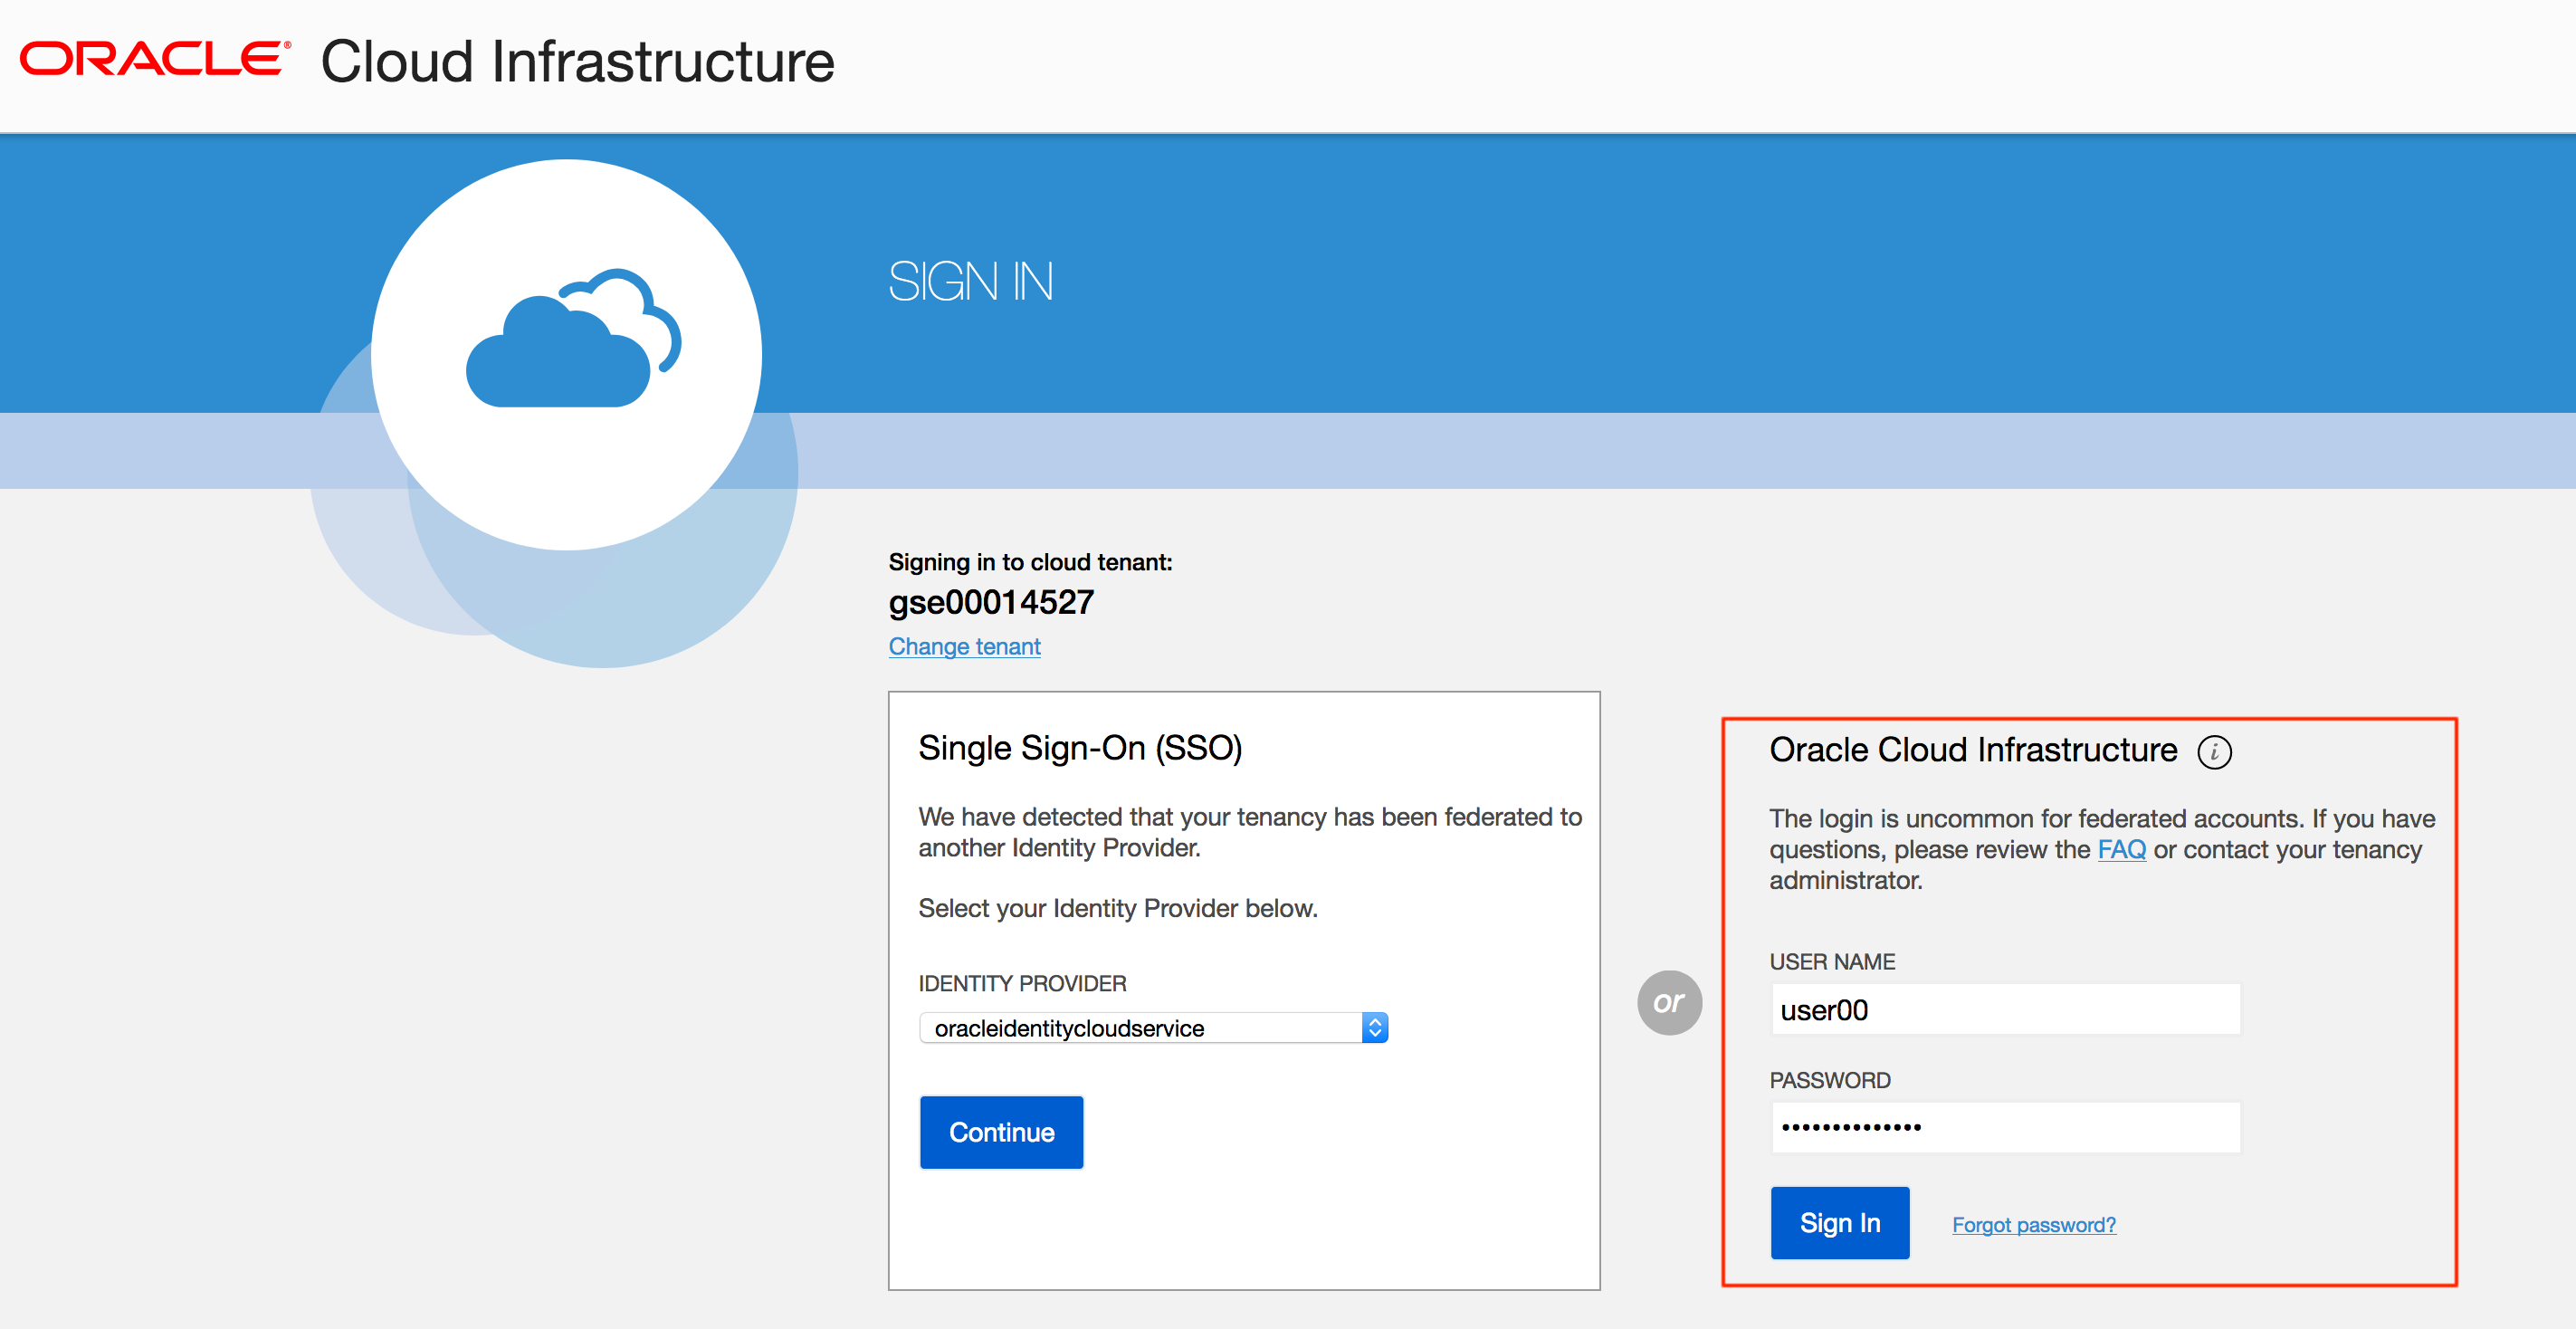 ORACLE® Cloud Infrastructure
SIGN IN
Signing in to cloud tenant:
gse00014527
Change tenant
Single Sign-On (SSO)
We have detected that your tenancy has been federated to
another Identity Provider.
Select your Identity Provider below.
IDENTITY PROVIDER
oracleidentitycloudservice
Continue
or
Oracle Cloud Infrastructure i
The login is uncommon for federated accounts. If you have
questions, please review the FAQ or contact your tenancy
administrator.
USER NAME
user00
PASSWORD
••••••••••••••
Sign In Forgot password?